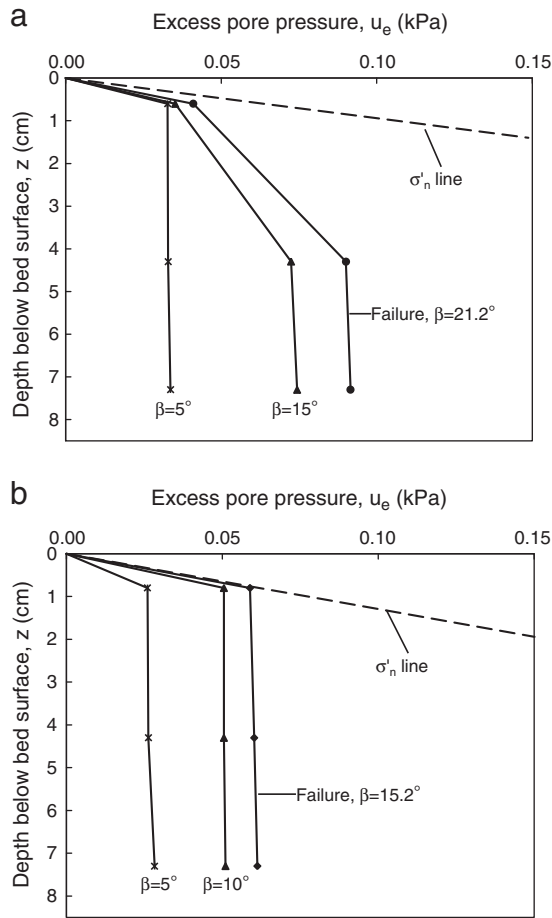 a
Excess pore pressure, u_e (kPa)
0.00 0.05 0.10 0.15
Depth below bed surface, z (cm)
0
1
2
3
4
5
6
7
8
σ'_n line
Failure, β=21.2°
β=5° β=15°
b
Excess pore pressure, u_e (kPa)
0.00 0.05 0.10 0.15
Depth below bed surface, z (cm)
0
1
2
3
4
5
6
7
8
σ'_n line
Failure, β=15.2°
β=5° β=10°